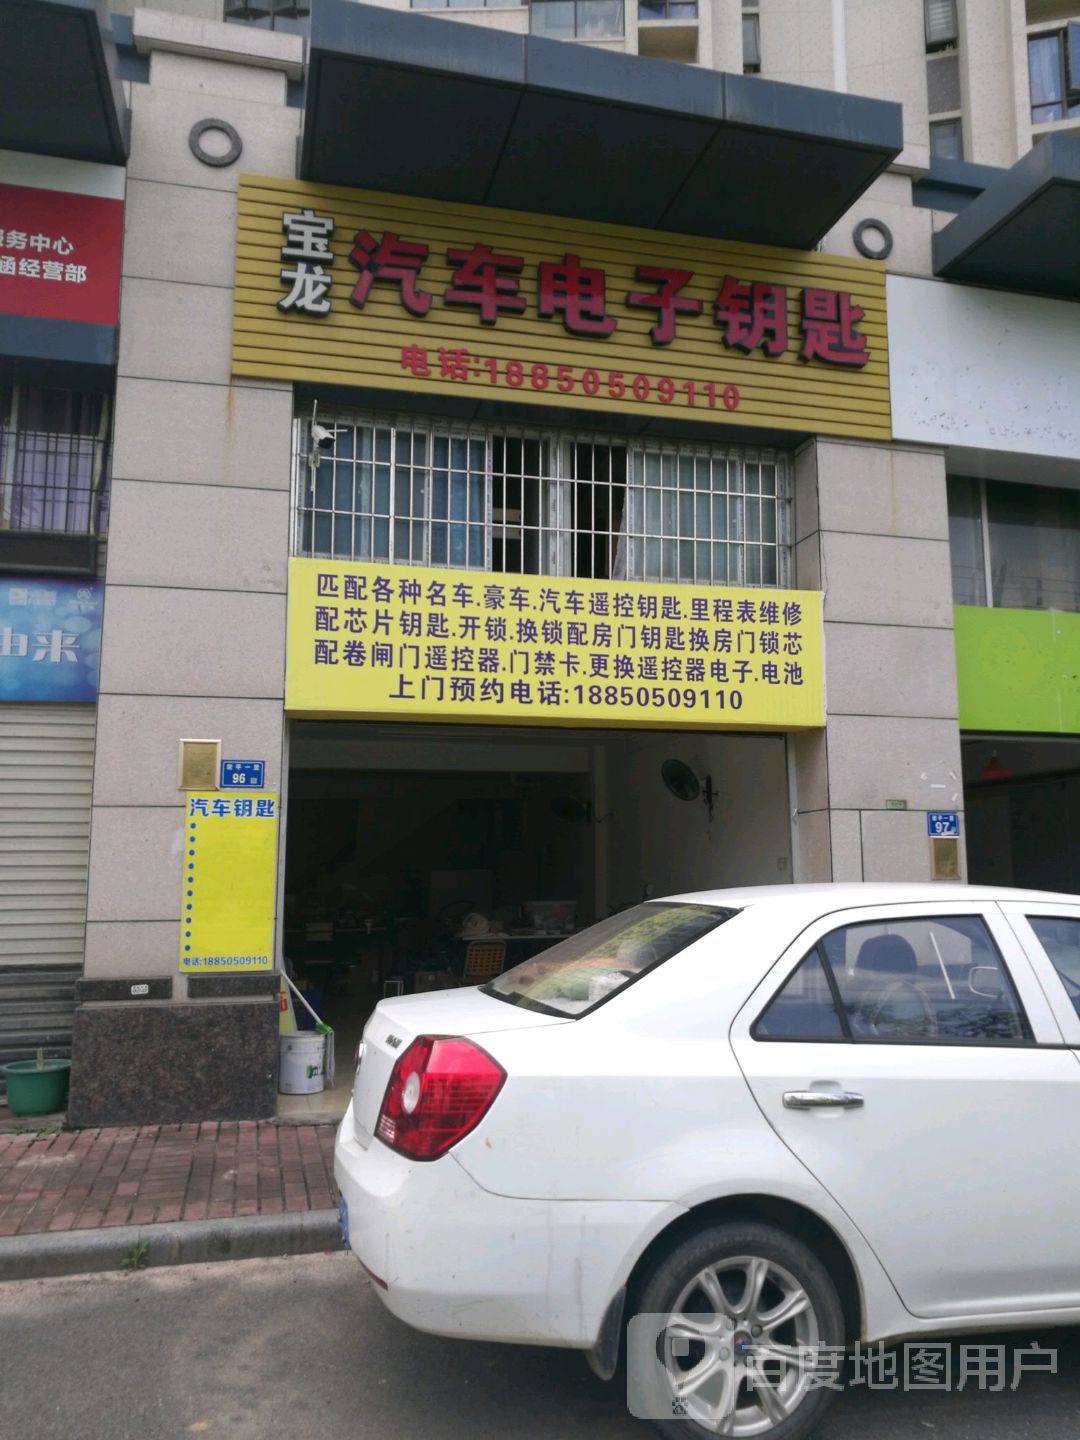 服务中心
涵经营部
宝龙
汽车电子钥匙
电话:18850509110
匹配各种名车.豪车.汽车遥控钥匙.里程表维修
配芯片钥匙.开锁.换锁配房门钥匙换房门锁芯
配卷闸门遥控器.门禁卡.更换遥控器电子.电池
上门预约电话:18850509110
由来
96
汽车钥匙
电话:18850509110
97
百度地图用户